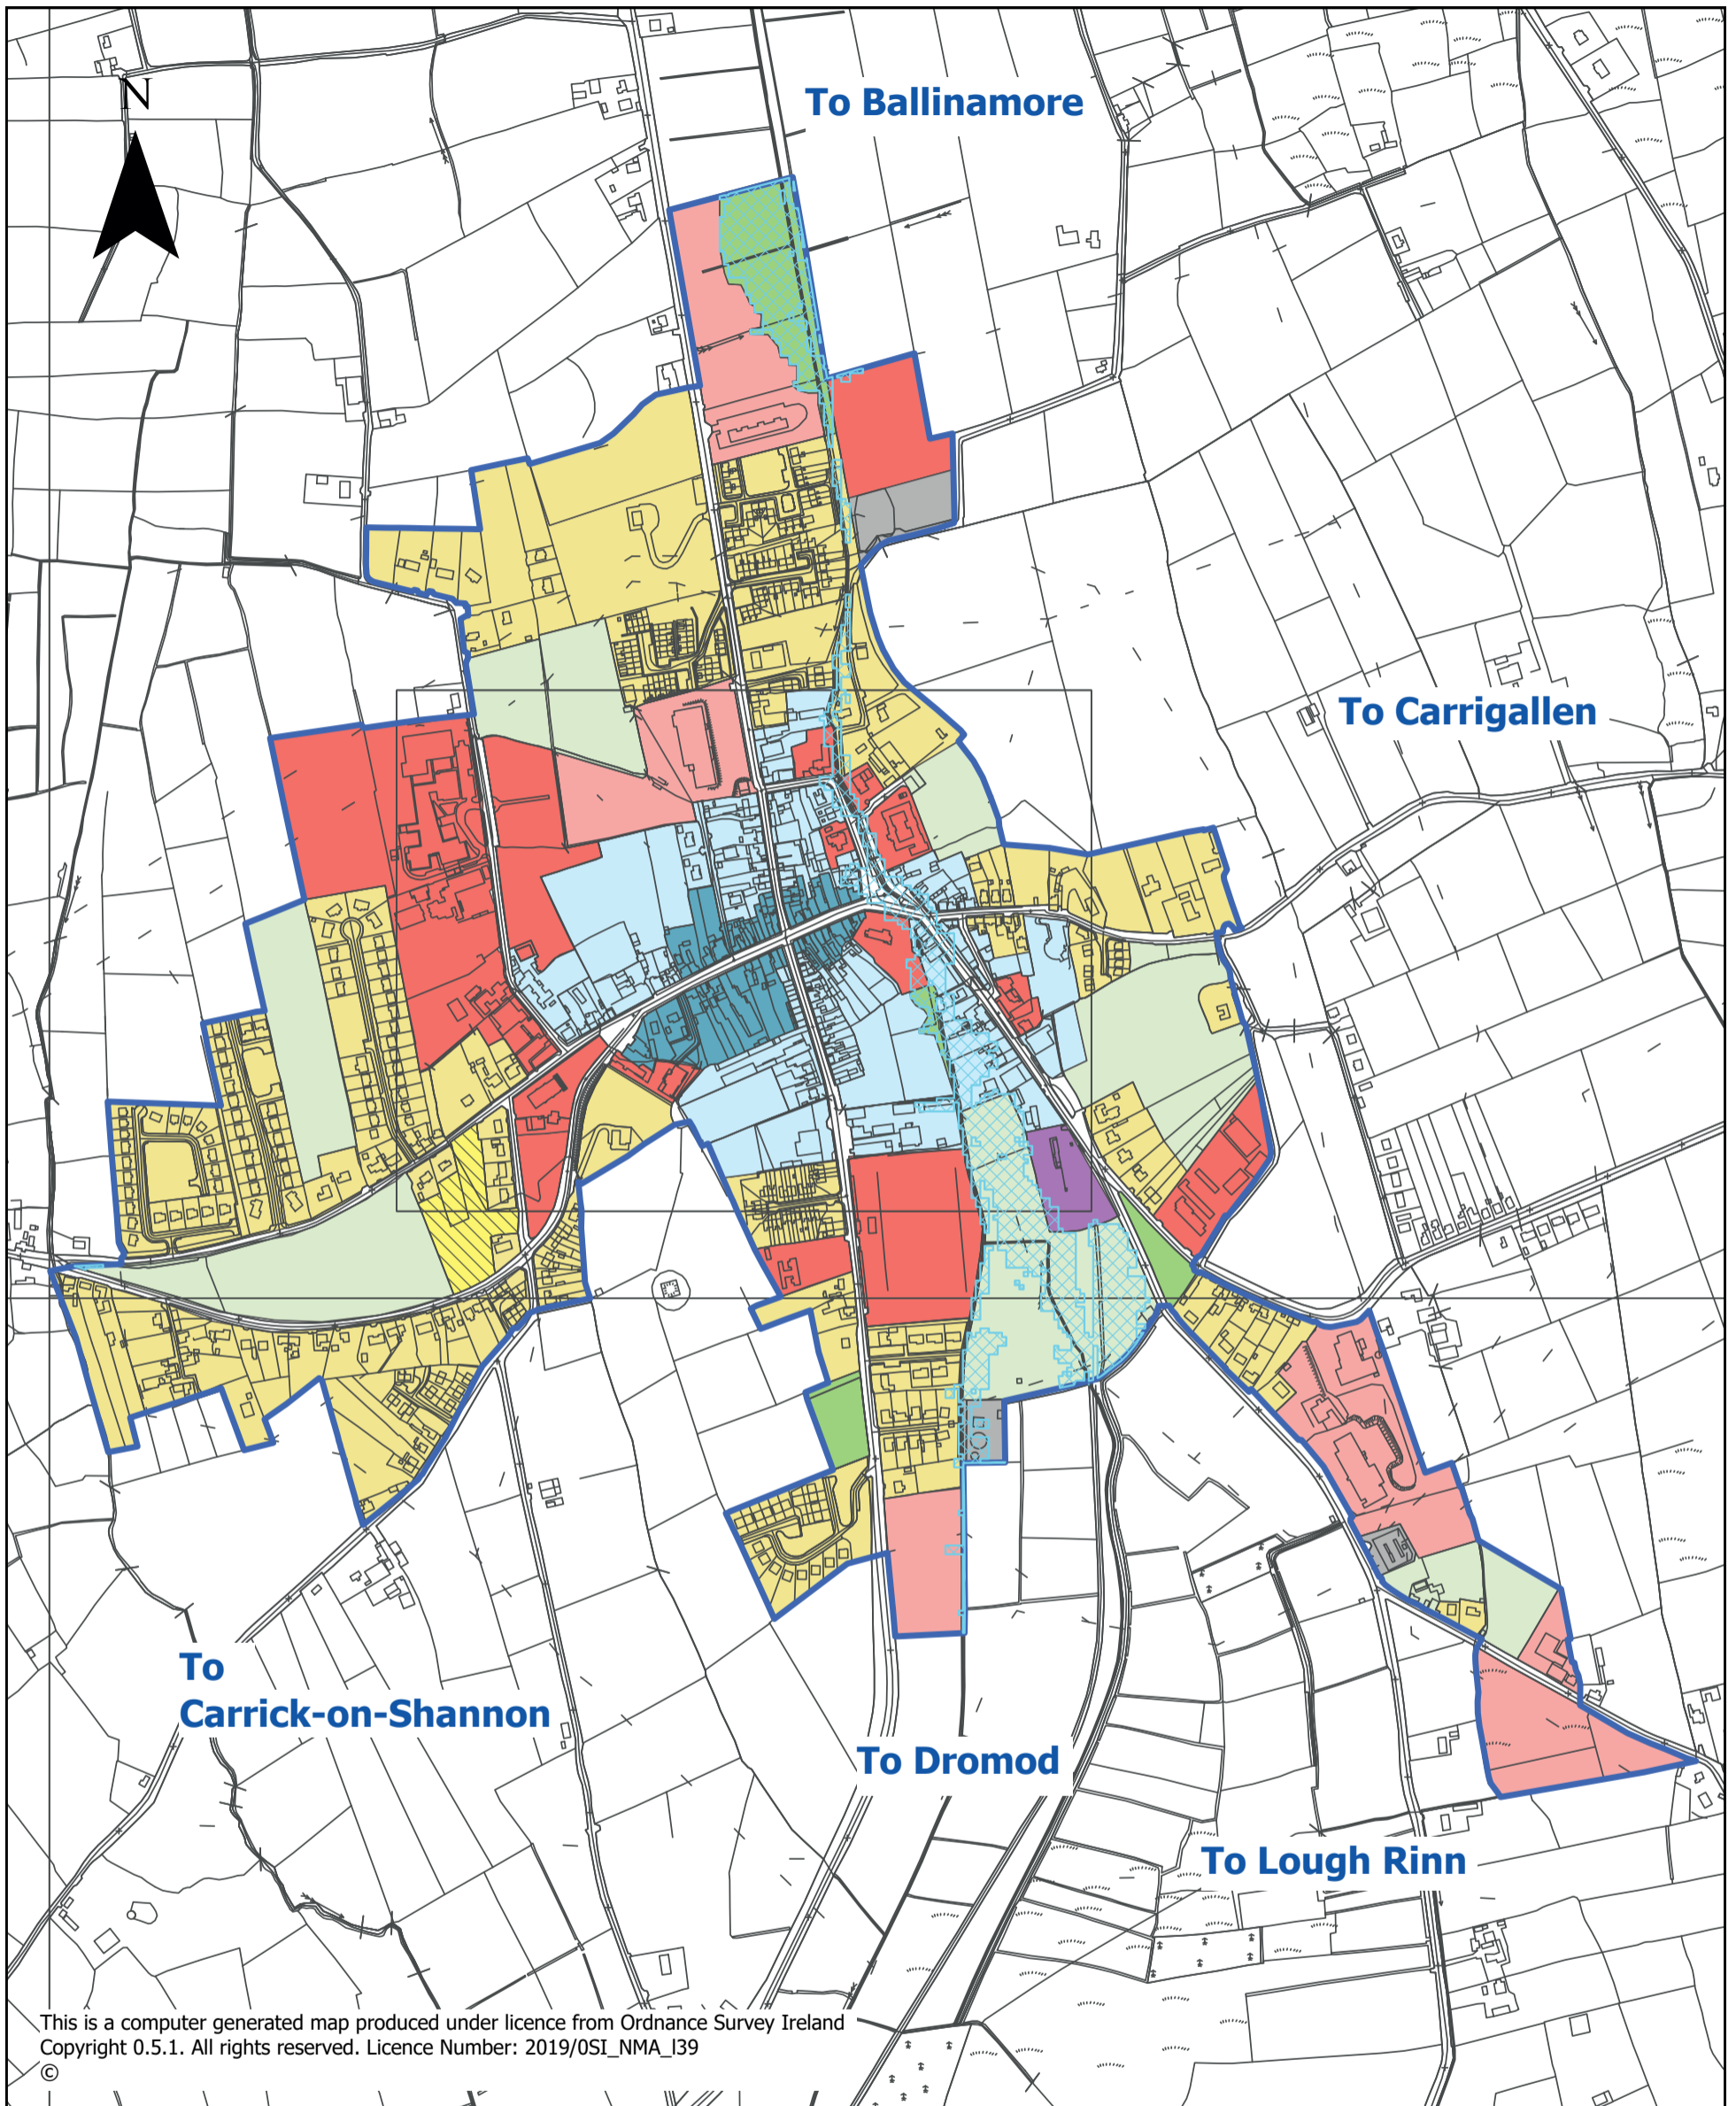 N
To Ballinamore
To Carrigallen
To
Carrick-on-Shannon
To Dromod
To Lough Rinn
This is a computer generated map produced under licence from Ordnance Survey Ireland
Copyright 0.5.1. All rights reserved. Licence Number: 2019/0SI_NMA_l39
©